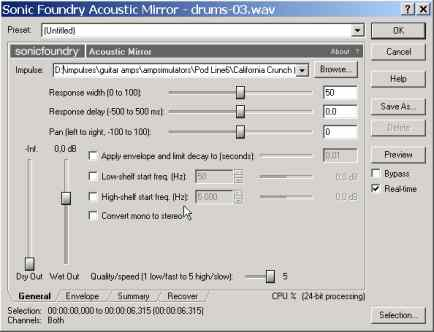 Sonic Foundry Acoustic Mirror - drums-03.wav
Preset: (Untitled)
OK
sonicfoundry Acoustic Mirror About ?
Cancel
Impulse: D:\Impulses\guitar amps\ampsimulators\Pod Line6\California Crunch | Browse...
Help
Response width (0 to 100): 50
Response delay (-500 to 500 ms): 0.0
Save As...
Pan (left to right, -100 to 100): 0
Delete
-Inf. 0,0 dB
Apply envelope and limit decay to (seconds): 0,01
Preview
Low-shelf start freq. (Hz): 50 0,0 dB
Bypass
High-shelf start freq. (Hz): 6 000 0,0 dB
Real-time
Convert mono to stereo
Dry Out Wet Out Quality/speed (1 low/fast to 5 high/slow): 5
General Envelope Summary Recover CPU % (24-bit processing)
Selection: 00:00:00,000 to 00:00:06,315 (00:00:06,315)
Channels: Both
Selection...